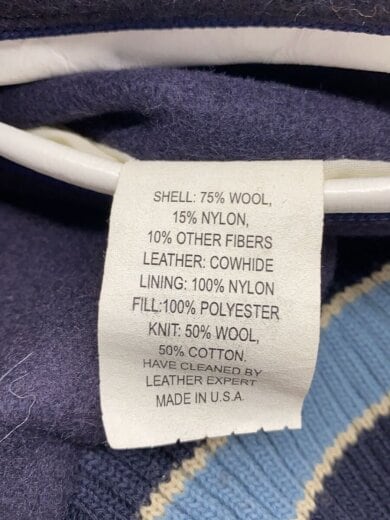 SHELL: 75% WOOL,
15% NYLON,
10% OTHER FIBERS
LEATHER: COWHIDE
LINING: 100% NYLON
FILL:100% POLYESTER
KNIT: 50% WOOL,
50% COTTON.
HAVE CLEANED BY
LEATHER EXPERT
MADE IN U.S.A.